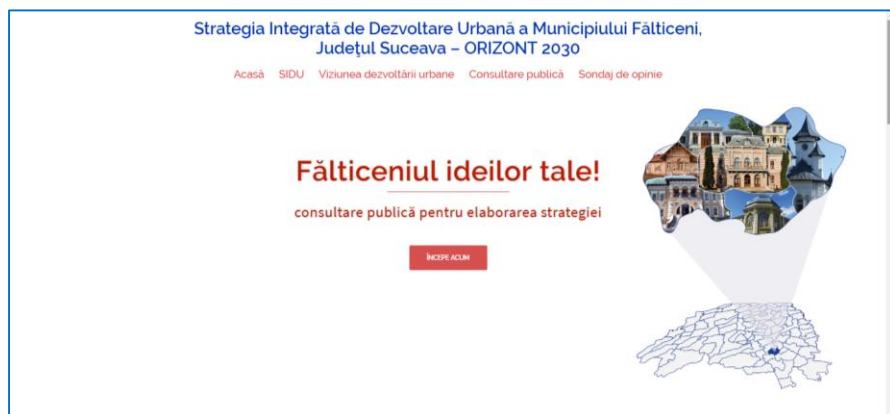 Strategia Integrată de Dezvoltare Urbană a Municipiului Fălticeni,
Județul Suceava – ORIZONT 2030
Acasă SIDU Viziunea dezvoltării urbane Consultare publică Sondaj de opinie
Fălticeniul ideilor tale!
consultare publică pentru elaborarea strategiei
ÎNCEPE ACUM